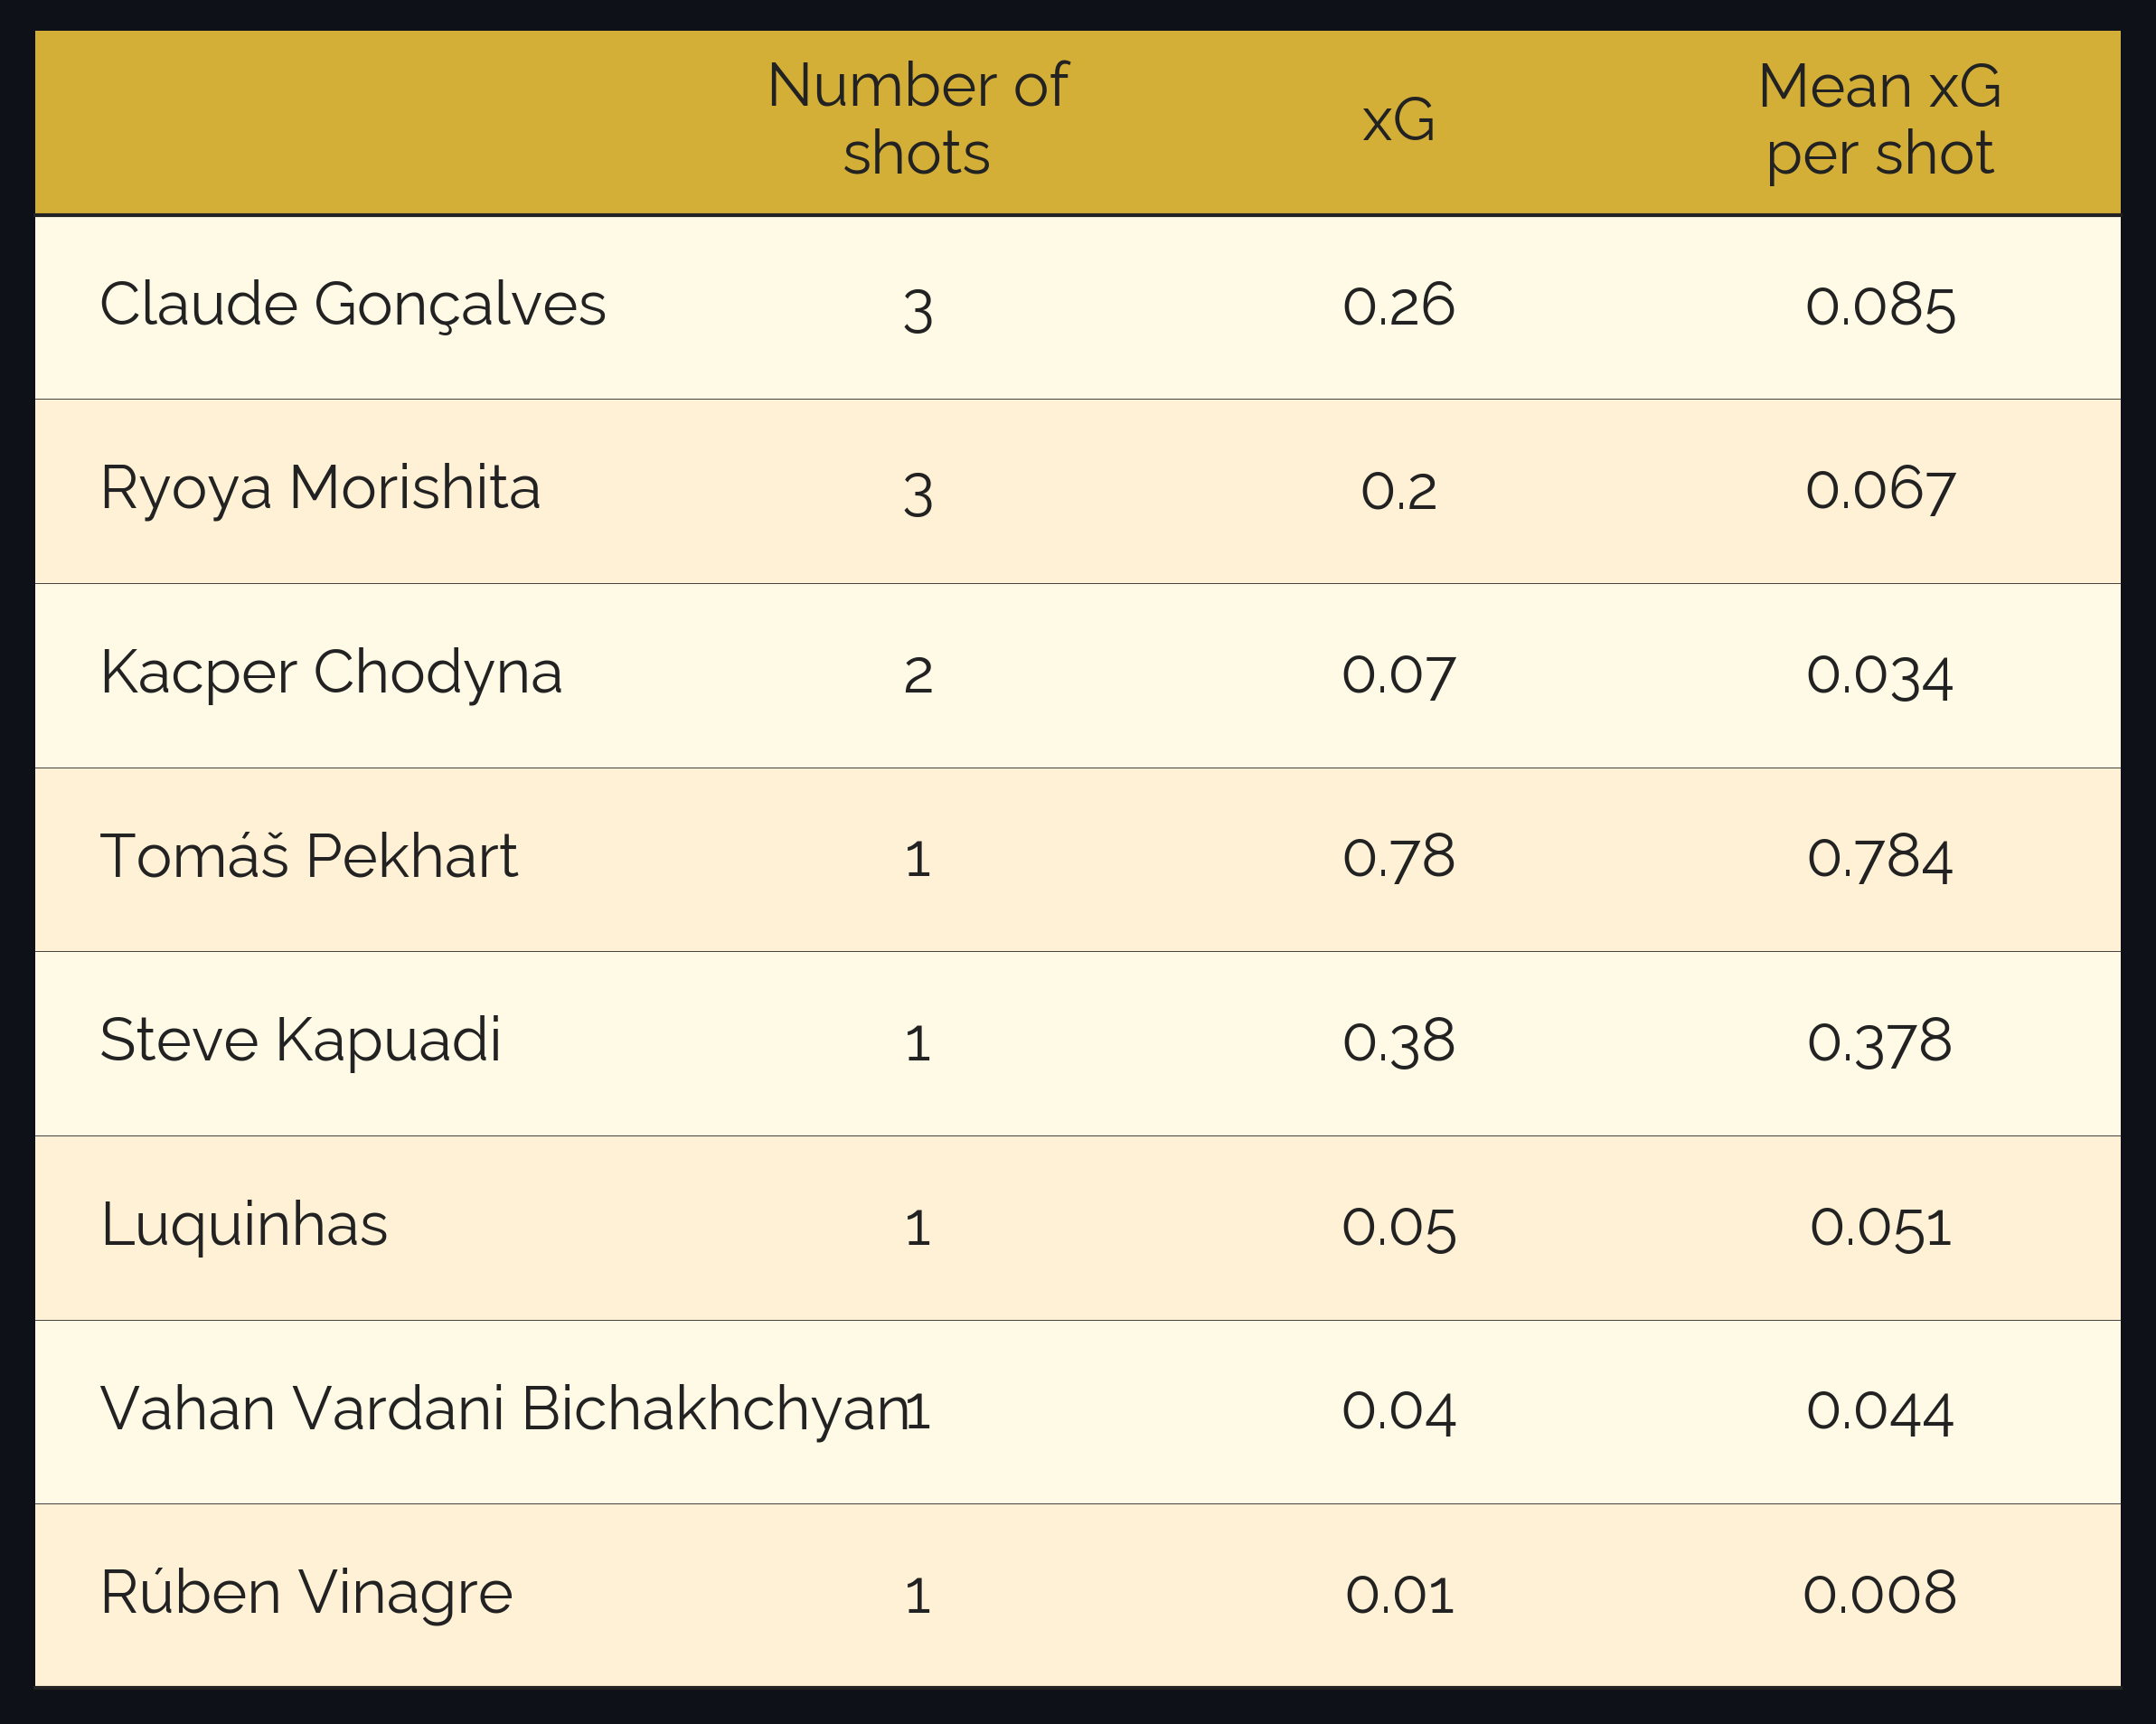 Number of shots xG Mean xG per shot
Claude Gonçalves 3 0.26 0.085
Ryoya Morishita 3 0.2 0.067
Kacper Chodyna 2 0.07 0.034
Tomáš Pekhart 1 0.78 0.784
Steve Kapuadi 1 0.38 0.378
Luquinhas 1 0.05 0.051
Vahan Vardani Bichakhchyan 1 0.04 0.044
Rúben Vinagre 1 0.01 0.008